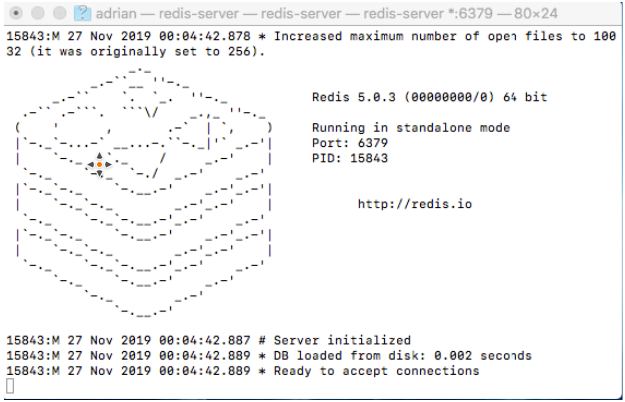 adrian — redis-server — redis-server — redis-server *:6379 — 80×24
15843:M 27 Nov 2019 00:04:42.878 * Increased maximum number of open files to 100
32 (it was originally set to 256).
Redis 5.0.3 (00000000/0) 64 bit
Running in standalone mode
Port: 6379
PID: 15843
http://redis.io
15843:M 27 Nov 2019 00:04:42.887 # Server initialized
15843:M 27 Nov 2019 00:04:42.889 * DB loaded from disk: 0.002 seconds
15843:M 27 Nov 2019 00:04:42.889 * Ready to accept connections